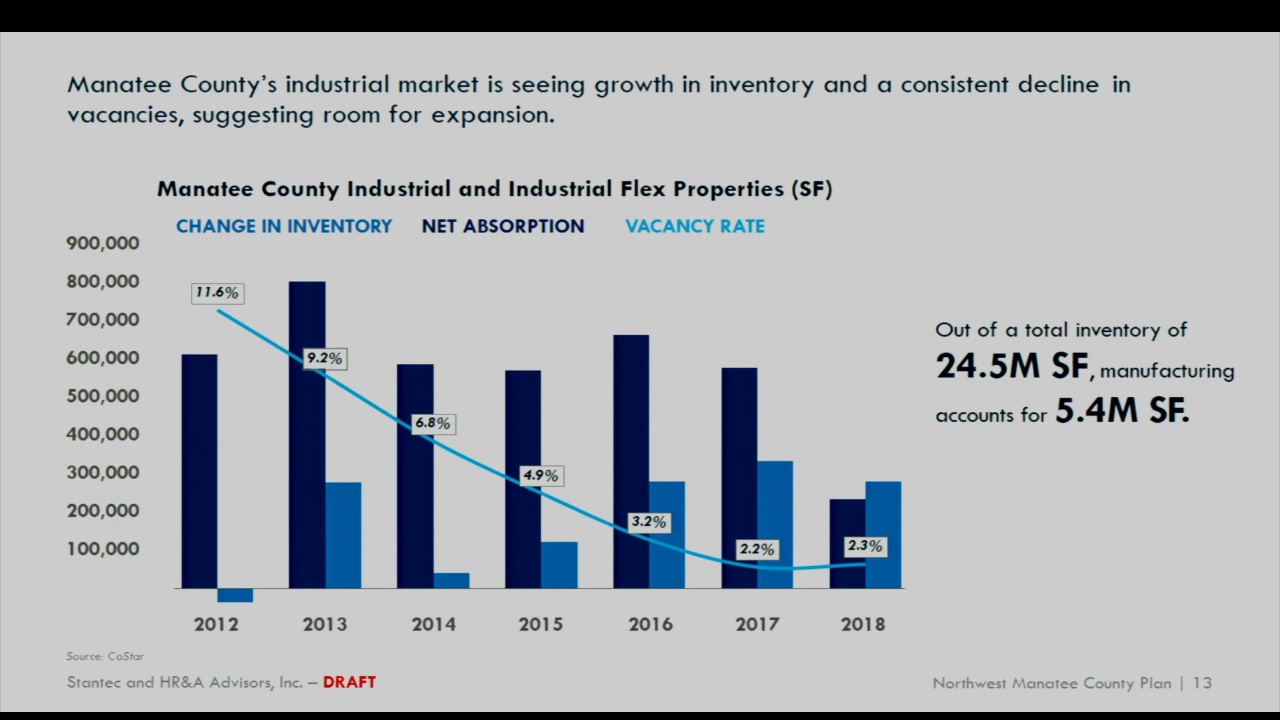 Manatee County's industrial market is seeing growth in inventory and a consistent decline in
vacancies, suggesting room for expansion.
Manatee County Industrial and Industrial Flex Properties (SF)
CHANGE IN INVENTORY NET ABSORPTION VACANCY RATE
900,000
800,000
700,000
600,000
500,000
400,000
300,000
200,000
100,000
11.6%
9.2%
6.8%
4.9%
3.2%
2.2%
2.3%
2012 2013 2014 2015 2016 2017 2018
Out of a total inventory of
24.5M SF, manufacturing
accounts for 5.4M SF.
Source: CoStar
Stantec and HR&A Advisors, Inc. – DRAFT
Northwest Manatee County Plan | 13